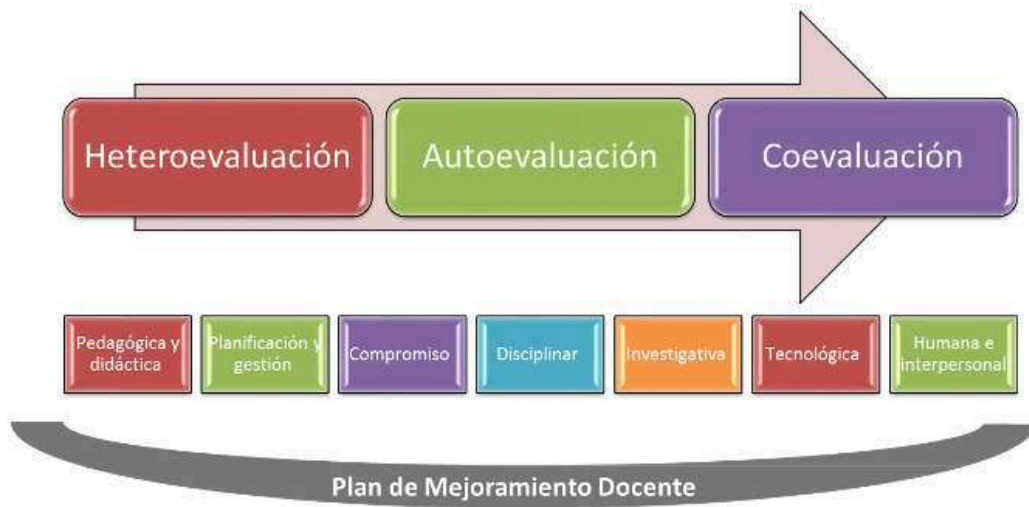 Heteroevaluación
Autoevaluación
Coevaluación
Pedagógica y
didáctica
Planificación y
gestión
Compromiso
Disciplinar
Investigativa
Tecnológica
Humana e
interpersonal
Plan de Mejoramiento Docente